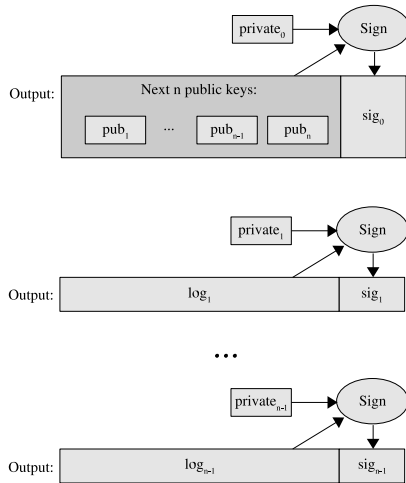 private₀
Sign
Output:
Next n public keys:
pub₁ ... pubₙ₋₁ pubₙ
sig₀
private₁
Sign
Output:
log₁
sig₁
...
privateₙ₋₁
Sign
Output:
logₙ₋₁
sigₙ₋₁